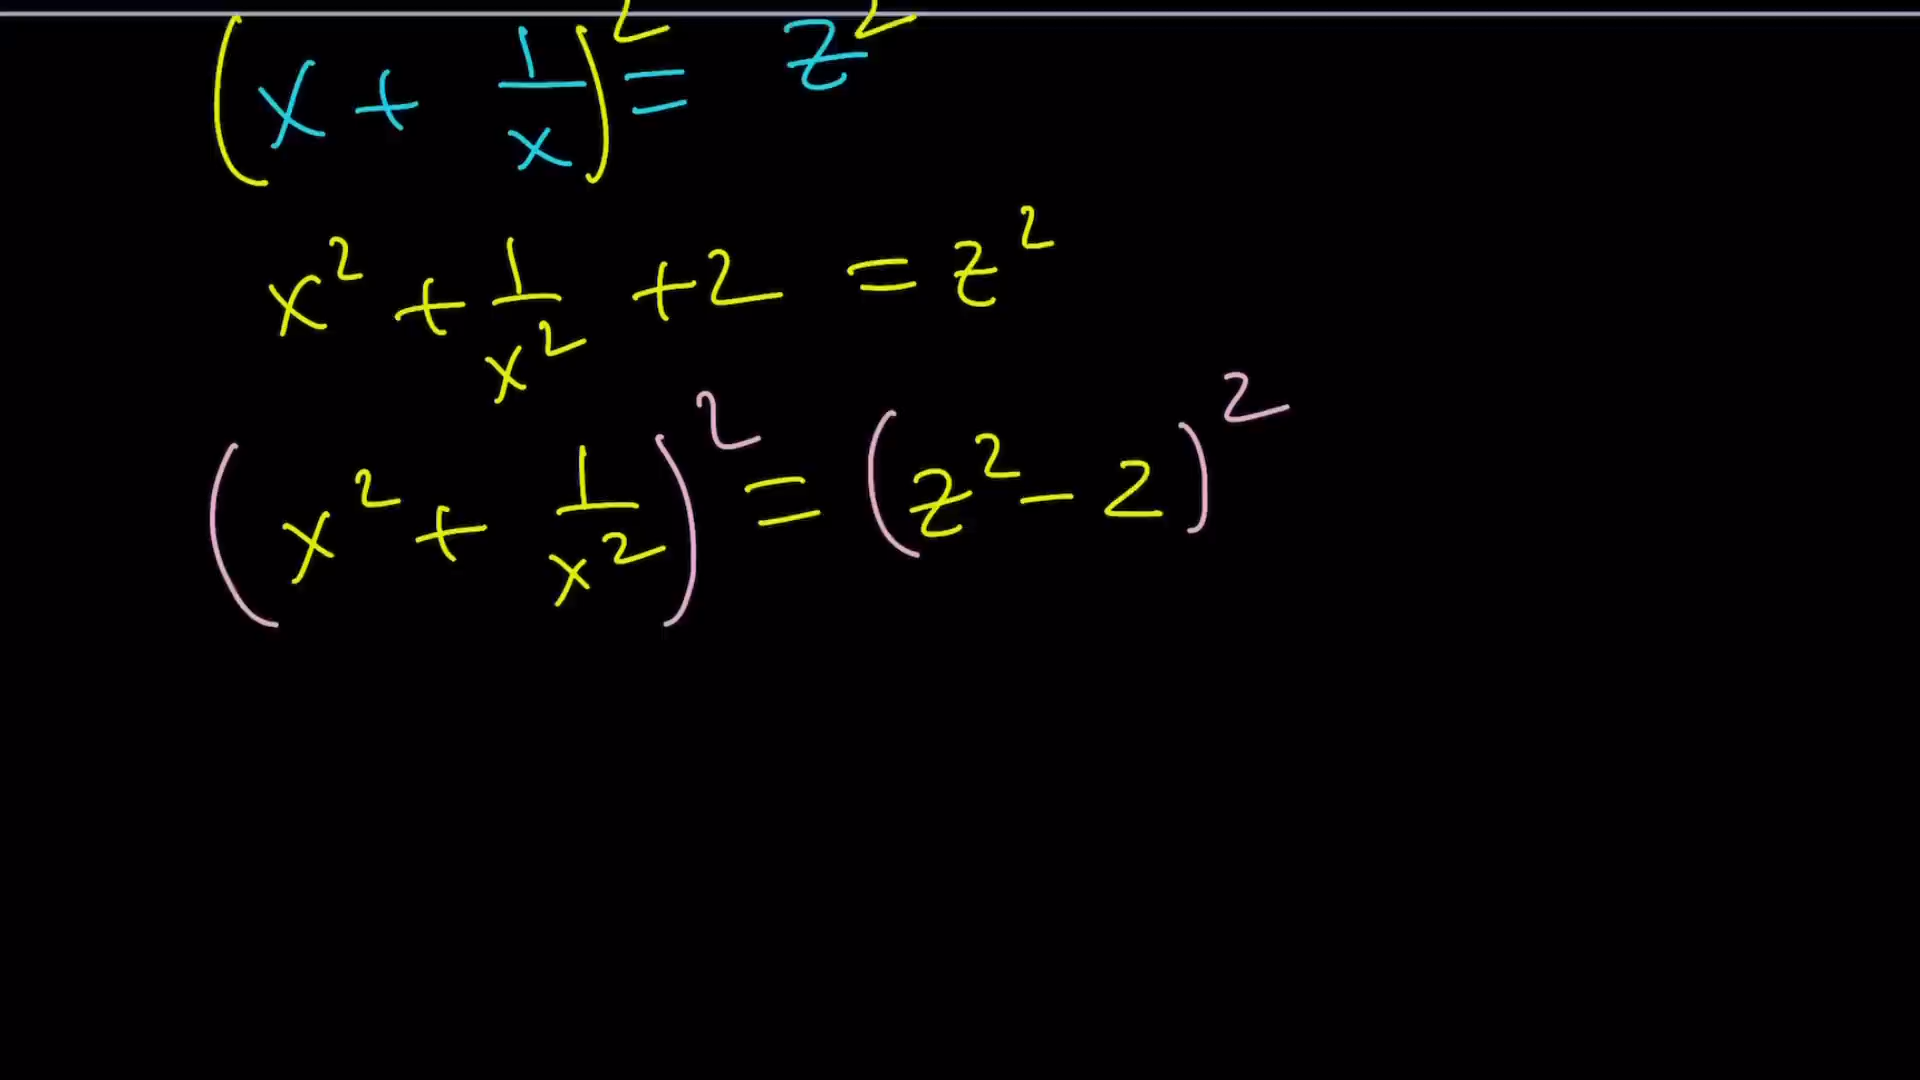 (x + 1/x)² = z²
x² + 1/x² + 2 = z²
(x² + 1/x²)² = (z² - 2)²